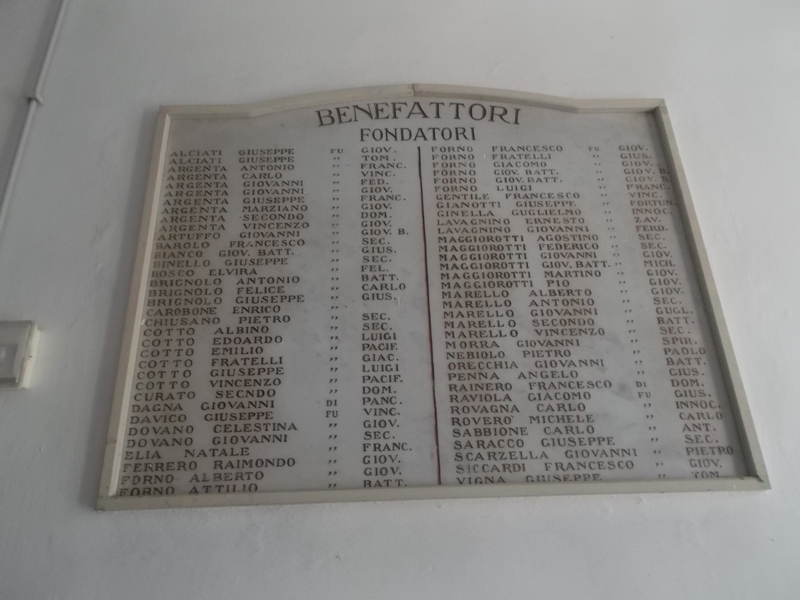 BENEFATTORI
FONDATORI
ALCIATI GIUSEPPE FU GIOV.
ALCIATI GIUSEPPE " TOM.
ARGENTA ANTONIO " FRANC.
ARGENTA CARLO " VINC.
ARGENTA GIOVANNI " FED.
ARGENTA GIOVANNI " GIOV.
ARGENTA GIUSEPPE " FRANC.
ARGENTA MARZIANO " GIOV.
ARGENTA SECONDO " DOM.
ARGENTA VINCENZO " GIOV.
ARTUFFO GIOVANNI " GIOV. B.
BAROLO FRANCESCO " SEC.
BIANCO GIOV. BATT. " GIUS.
BINELLO GIUSEPPE " SEC.
BOSCO ELVIRA " FEL.
BRIGNOLO ANTONIO " BATT.
BRIGNOLO FELICE " CARLO
BRIGNOLO GIUSEPPE " GIUS.
CAROBONE ENRICO "
CHIUSANO PIETRO " SEC.
COTTO ALBINO " SEC.
COTTO EDOARDO " LUIGI
COTTO EMILIO " PACIF.
COTTO FRATELLI " GIAC.
COTTO GIUSEPPE " LUIGI
COTTO VINCENZO " PACIF.
CURATO SECNDO " DOM.
DAGNA GIOVANNI DI PANC.
DAVICO GIUSEPPE FU VINC.
DOVANO CELESTINA " GIOV.
DOVANO GIOVANNI " SEC.
ELIA NATALE " FRANC.
FERRERO RAIMONDO " GIOV.
FORNO ALBERTO " GIOV.
FORNO ATTILIO " BATT.
FORNO FRANCESCO FU GIOV.
FORNO FRATELLI " GIUS.
FORNO GIACOMO " GIOV.
FORNO GIOV. BATT. " GIOV. B.
FORNO GIOV. BATT. " GIOV. B.
FORNO LUIGI " FRANC.
GENTILE FRANCESCO " VINC.
GIANOTTI GIUSEPPE " FORTUN.
GINELLA GUGLIELMO " INNOC.
LAVAGNINO ERNESTO " ZAV.
LAVAGNINO GIOVANNI " FERD.
MAGGIOROTTI AGOSTINO " SEC.
MAGGIOROTTI FEDERICO " SEC.
MAGGIOROTTI GIOVANNI " GIOV.
MAGGIOROTTI GIOV. BATT. " MICH.
MAGGIOROTTI MARTINO " GIOV.
MAGGIOROTTI PIO " GIOV.
MARELLO ALBERTO " GIOV.
MARELLO ANTONIO " SEC.
MARELLO GIOVANNI " GUGL.
MARELLO SECONDO " BATT.
MARELLO VINCENZO " SEC.
MORRA GIOVANNI " SPIR.
NEBIOLO PIETRO " PAOLO
ORECCHIA GIOVANNI " BATT.
PENNA ANGELO " GIUS.
RAINERO FRANCESCO DI DOM.
RAVIOLA GIACOMO FU GIUS.
ROVAGNA CARLO " INNOC.
ROVERO MICHELE " CARLO
SABBIONE CARLO " ANT.
SARACCO GIUSEPPE " SEC.
SCARZELLA GIOVANNI " PIETRO
SICCARDI FRANCESCO " GIOV.
VIGNA GIUSEPPE " TOM.